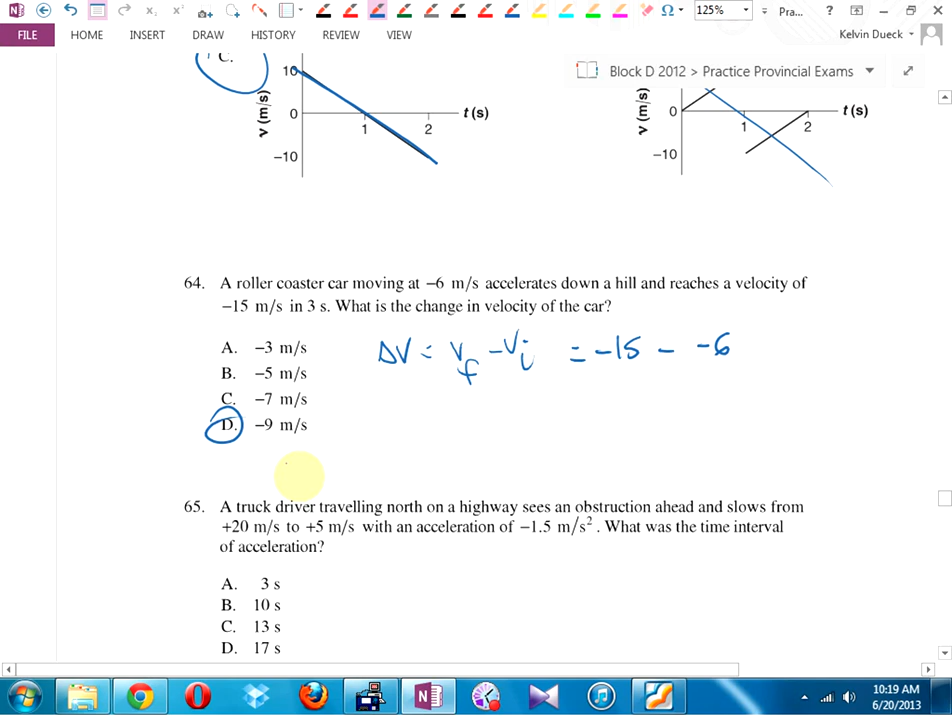 125%
Pra...
?
FILE
HOME
INSERT
DRAW
HISTORY
REVIEW
VIEW
Kelvin Dueck
Block D 2012 > Practice Provincial Exams
C.
10
0
-10
v (m/s)
1
2
t (s)
0
-10
v (m/s)
1
2
t (s)
64. A roller coaster car moving at −6 m/s accelerates down a hill and reaches a velocity of
−15 m/s in 3 s. What is the change in velocity of the car?
A. −3 m/s
B. −5 m/s
C. −7 m/s
D. −9 m/s
ΔV = Vf - Vi = -15 - -6
65. A truck driver travelling north on a highway sees an obstruction ahead and slows from
+20 m/s to +5 m/s with an acceleration of −1.5 m/s². What was the time interval
of acceleration?
A. 3 s
B. 10 s
C. 13 s
D. 17 s
10:19 AM
6/20/2013